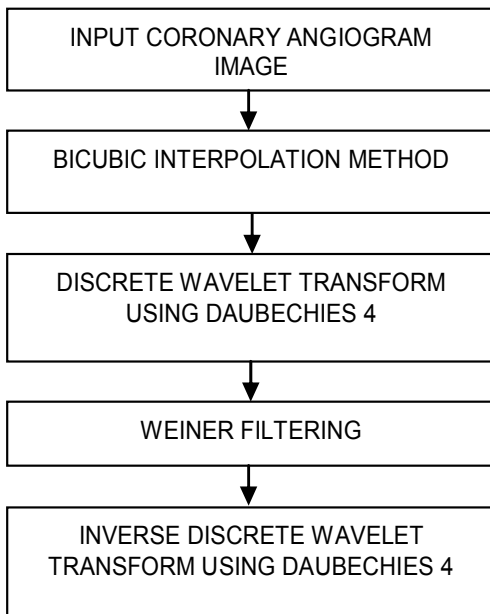 INPUT CORONARY ANGIOGRAM
IMAGE
BICUBIC INTERPOLATION METHOD
DISCRETE WAVELET TRANSFORM
USING DAUBECHIES 4
WEINER FILTERING
INVERSE DISCRETE WAVELET
TRANSFORM USING DAUBECHIES 4